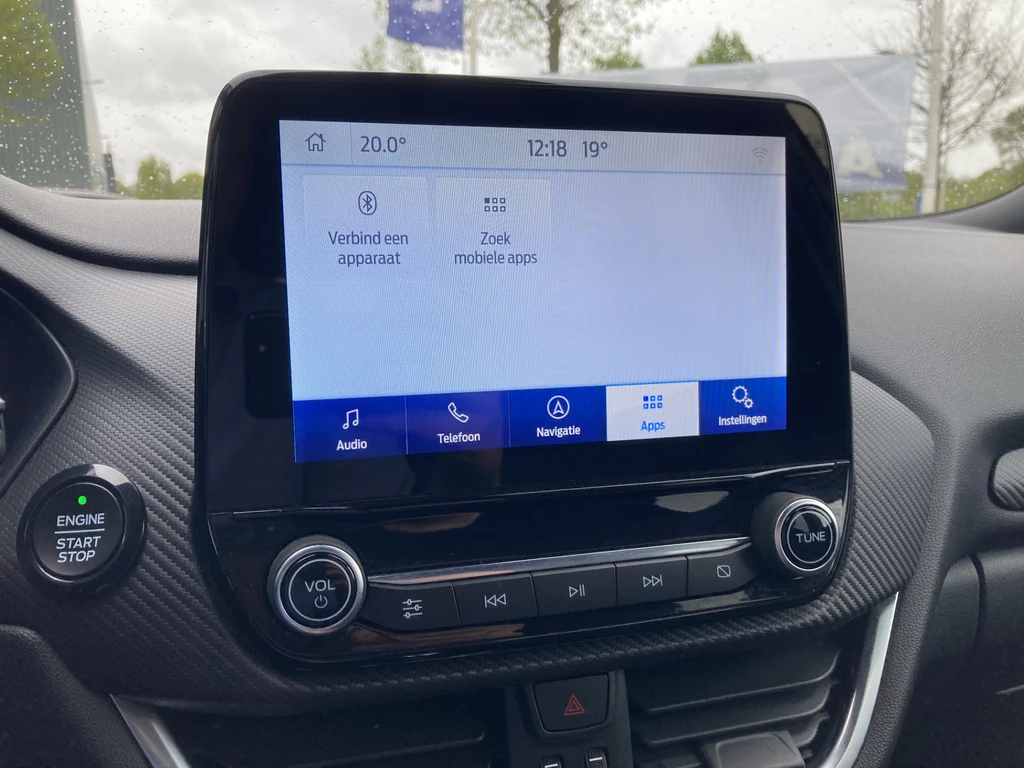 20.0°
12:18 19°
Verbind een
apparaat
Zoek
mobiele apps
Audio
Telefoon
Navigatie
Apps
Instellingen
ENGINE
START
STOP
VOL
TUNE